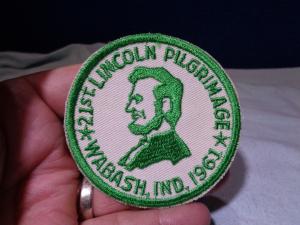 ★ 21ST. LINCOLN PILGRIMAGE ★
WABASH, IND. 1961